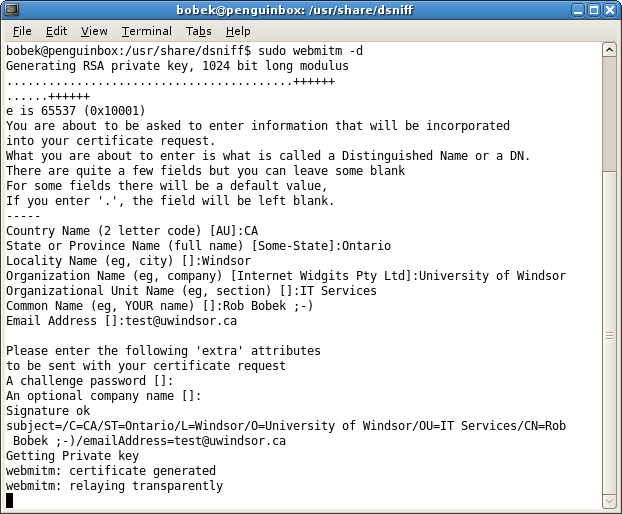 bobek@penguinbox: /usr/share/dsniff
File Edit View Terminal Tabs Help
bobek@penguinbox:/usr/share/dsniff$ sudo webmitm -d
Generating RSA private key, 1024 bit long modulus
.........................................++++++
......++++++
e is 65537 (0x10001)
You are about to be asked to enter information that will be incorporated
into your certificate request.
What you are about to enter is what is called a Distinguished Name or a DN.
There are quite a few fields but you can leave some blank
For some fields there will be a default value,
If you enter '.', the field will be left blank.
-----
Country Name (2 letter code) [AU]:CA
State or Province Name (full name) [Some-State]:Ontario
Locality Name (eg, city) []:Windsor
Organization Name (eg, company) [Internet Widgits Pty Ltd]:University of Windsor
Organizational Unit Name (eg, section) []:IT Services
Common Name (eg, YOUR name) []:Rob Bobek ;-)
Email Address []:test@uwindsor.ca
Please enter the following 'extra' attributes
to be sent with your certificate request
A challenge password []:
An optional company name []:
Signature ok
subject=/C=CA/ST=Ontario/L=Windsor/O=University of Windsor/OU=IT Services/CN=Rob
Bobek ;-)/emailAddress=test@uwindsor.ca
Getting Private key
webmitm: certificate generated
webmitm: relaying transparently